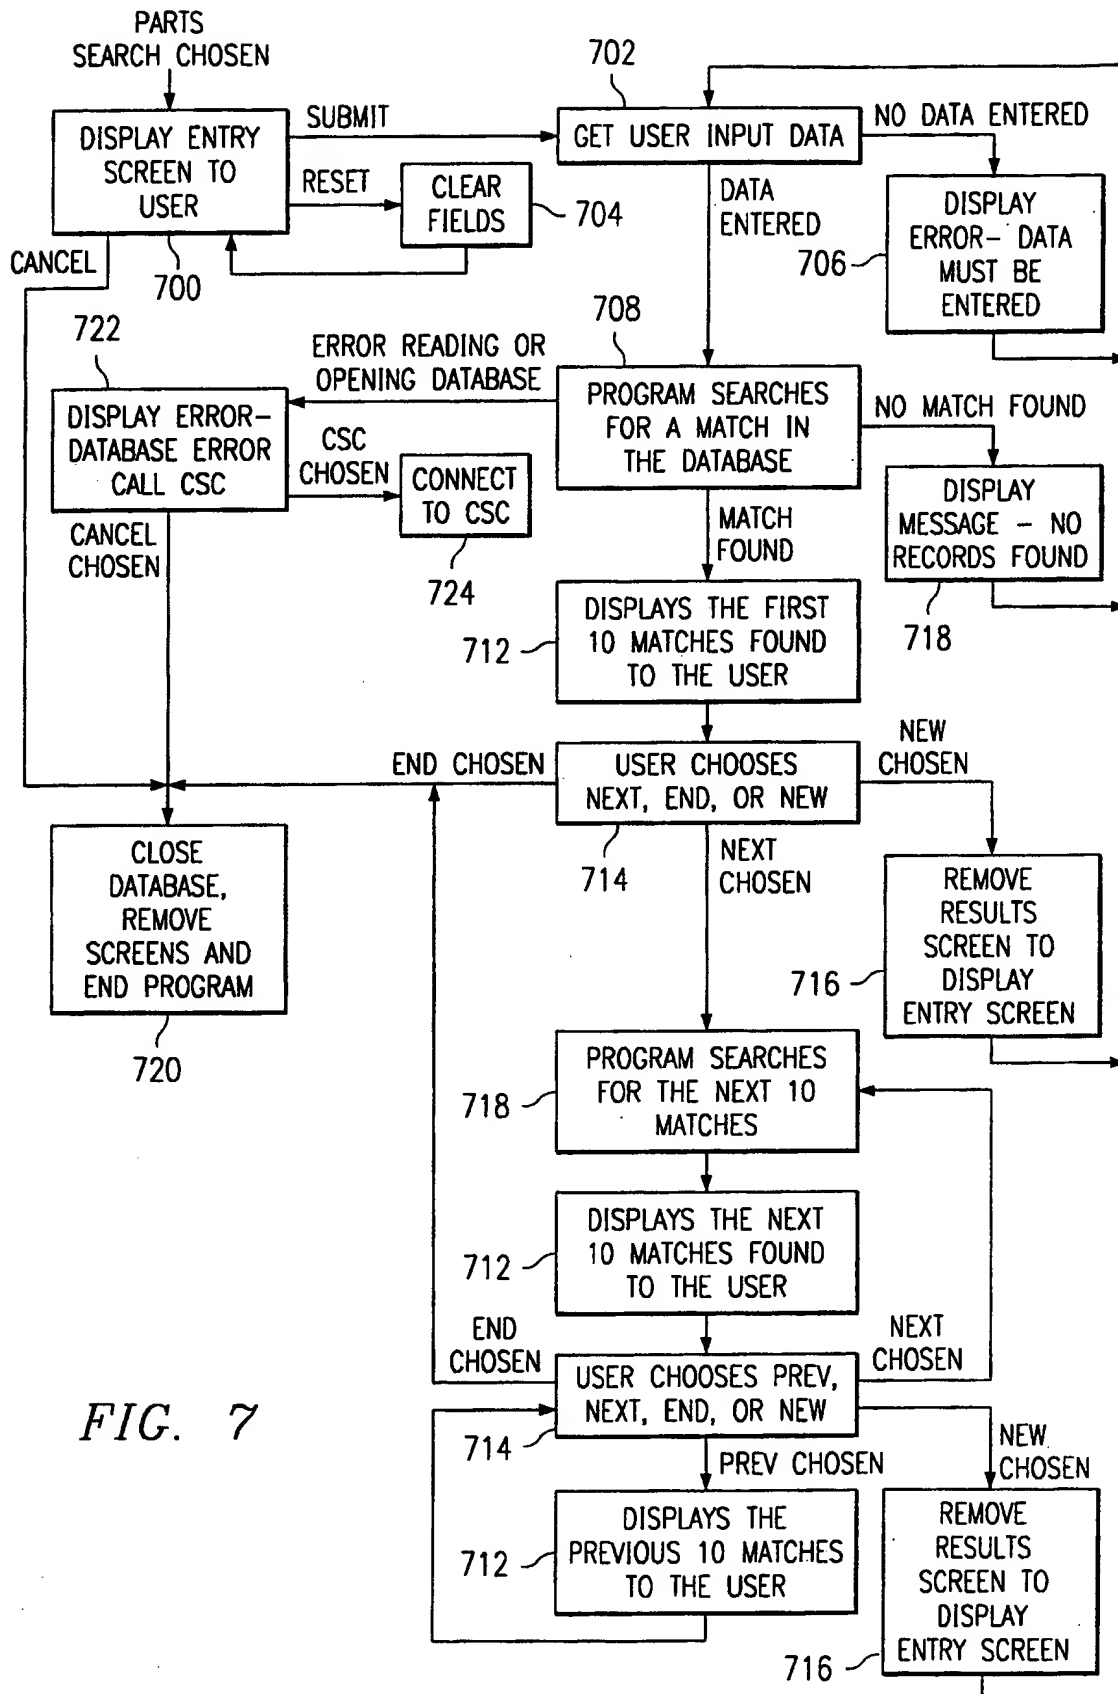 PARTS
SEARCH CHOSEN
702
DISPLAY ENTRY
SCREEN TO
USER
SUBMIT
GET USER INPUT DATA
NO DATA ENTERED
RESET
CLEAR
FIELDS
704
DATA
ENTERED
DISPLAY
ERROR- DATA
MUST BE
ENTERED
706
CANCEL
700
722
708
ERROR READING OR
OPENING DATABASE
DISPLAY ERROR-
DATABASE ERROR
CALL CSC
PROGRAM SEARCHES
FOR A MATCH IN
THE DATABASE
NO MATCH FOUND
CSC
CHOSEN
CONNECT
TO CSC
724
CANCEL
CHOSEN
MATCH
FOUND
DISPLAY
MESSAGE - NO
RECORDS FOUND
718
712
DISPLAYS THE FIRST
10 MATCHES FOUND
TO THE USER
END CHOSEN
USER CHOOSES
NEXT, END, OR NEW
NEW
CHOSEN
714
NEXT
CHOSEN
CLOSE
DATABASE,
REMOVE
SCREENS AND
END PROGRAM
720
REMOVE
RESULTS
SCREEN TO
DISPLAY
ENTRY SCREEN
716
718
PROGRAM SEARCHES
FOR THE NEXT 10
MATCHES
712
DISPLAYS THE NEXT
10 MATCHES FOUND
TO THE USER
END
CHOSEN
NEXT
CHOSEN
USER CHOOSES PREV,
NEXT, END, OR NEW
714
FIG. 7
PREV CHOSEN
NEW
CHOSEN
712
DISPLAYS THE
PREVIOUS 10 MATCHES
TO THE USER
REMOVE
RESULTS
SCREEN TO
DISPLAY
ENTRY SCREEN
716